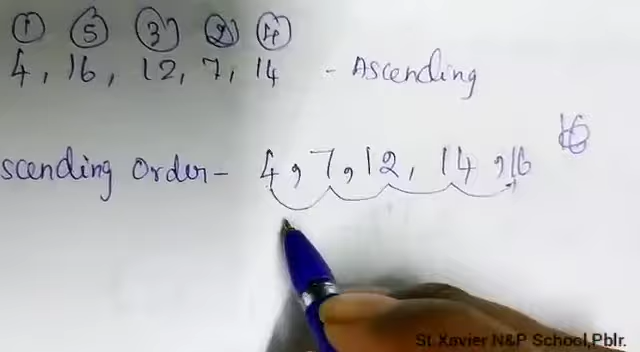 1 5 3 2 4
4, 16, 12, 7, 14 - Ascending
scending Order - 4, 7, 12, 14, 16
St.Xavier N&P School,Pblr.